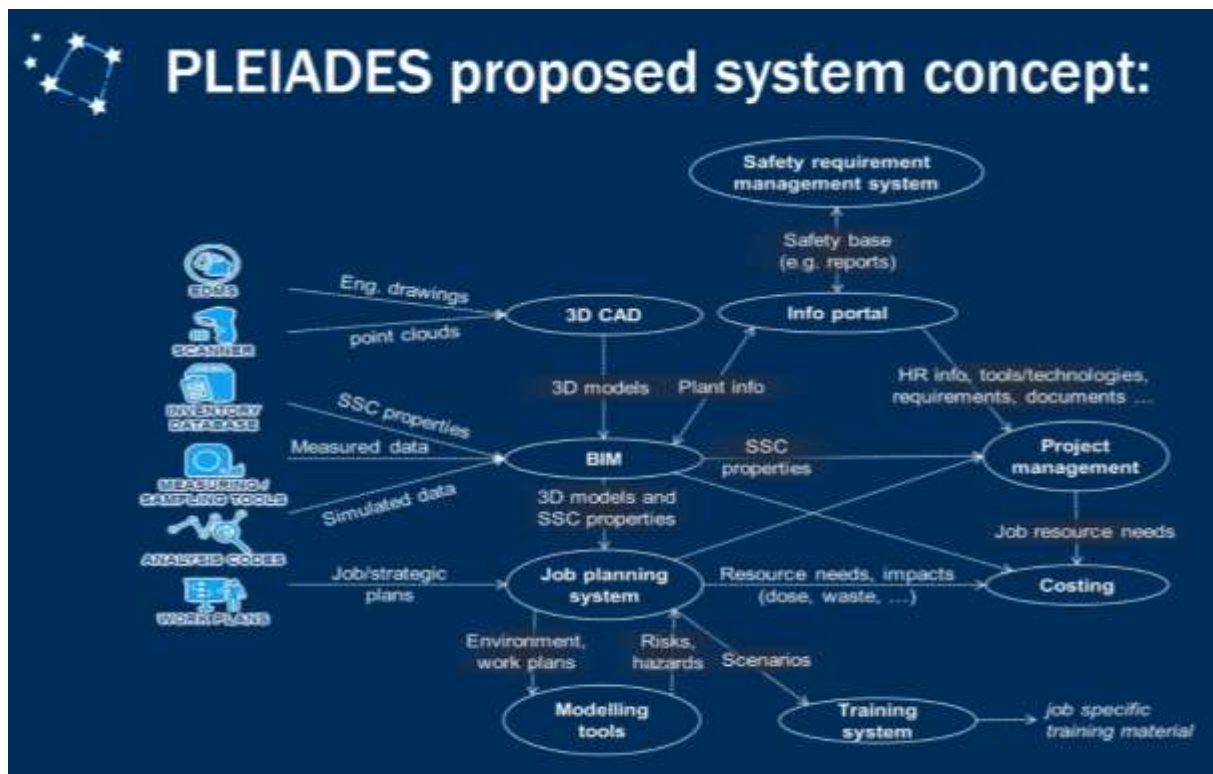 PLEIADES proposed system concept:
Safety requirement
management system
Safety base
(e.g. reports)
EDMS
Eng. drawings
3D CAD
Info portal
SCANNER
point clouds
3D models
Plant info
HR info, tools/technologies,
requirements, documents ...
INVENTORY
DATABASE
SSC properties
Measured data
BIM
SSC
properties
Project
management
MEASURING /
SAMPLING TOOLS
Simulated data
3D models and
SSC properties
Job resource needs
ANALYSIS CODES
Job/strategic
plans
Job planning
system
Resource needs, impacts
(dose, waste, ...)
Costing
WORK PLANS
Environment,
work plans
Risks,
hazards
Scenarios
Modelling
tools
Training
system
job specific
training material